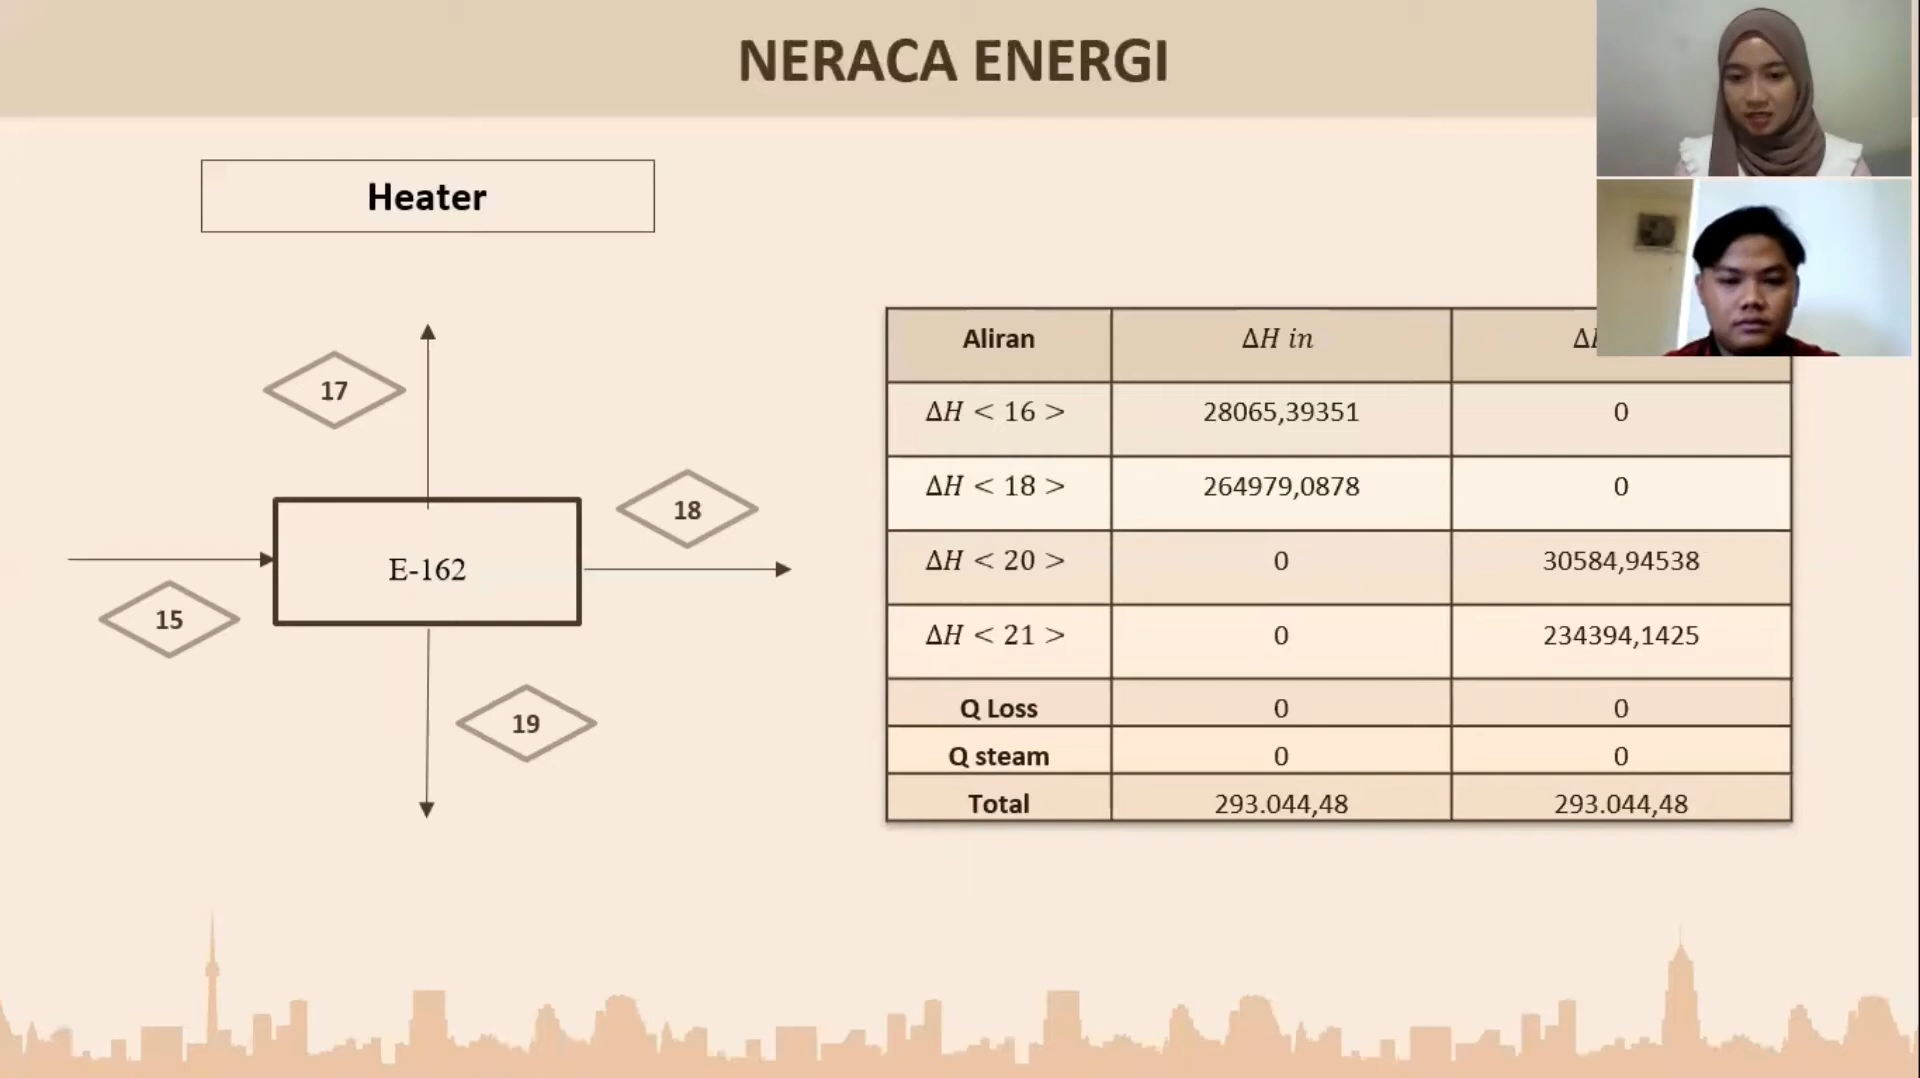 NERACA ENERGI
Heater
17
18
E-162
15
19
Aliran ΔH in
ΔH < 16 > 28065,39351 0
ΔH < 18 > 264979,0878 0
ΔH < 20 > 0 30584,94538
ΔH < 21 > 0 234394,1425
Q Loss 0 0
Q steam 0 0
Total 293.044,48 293.044,48